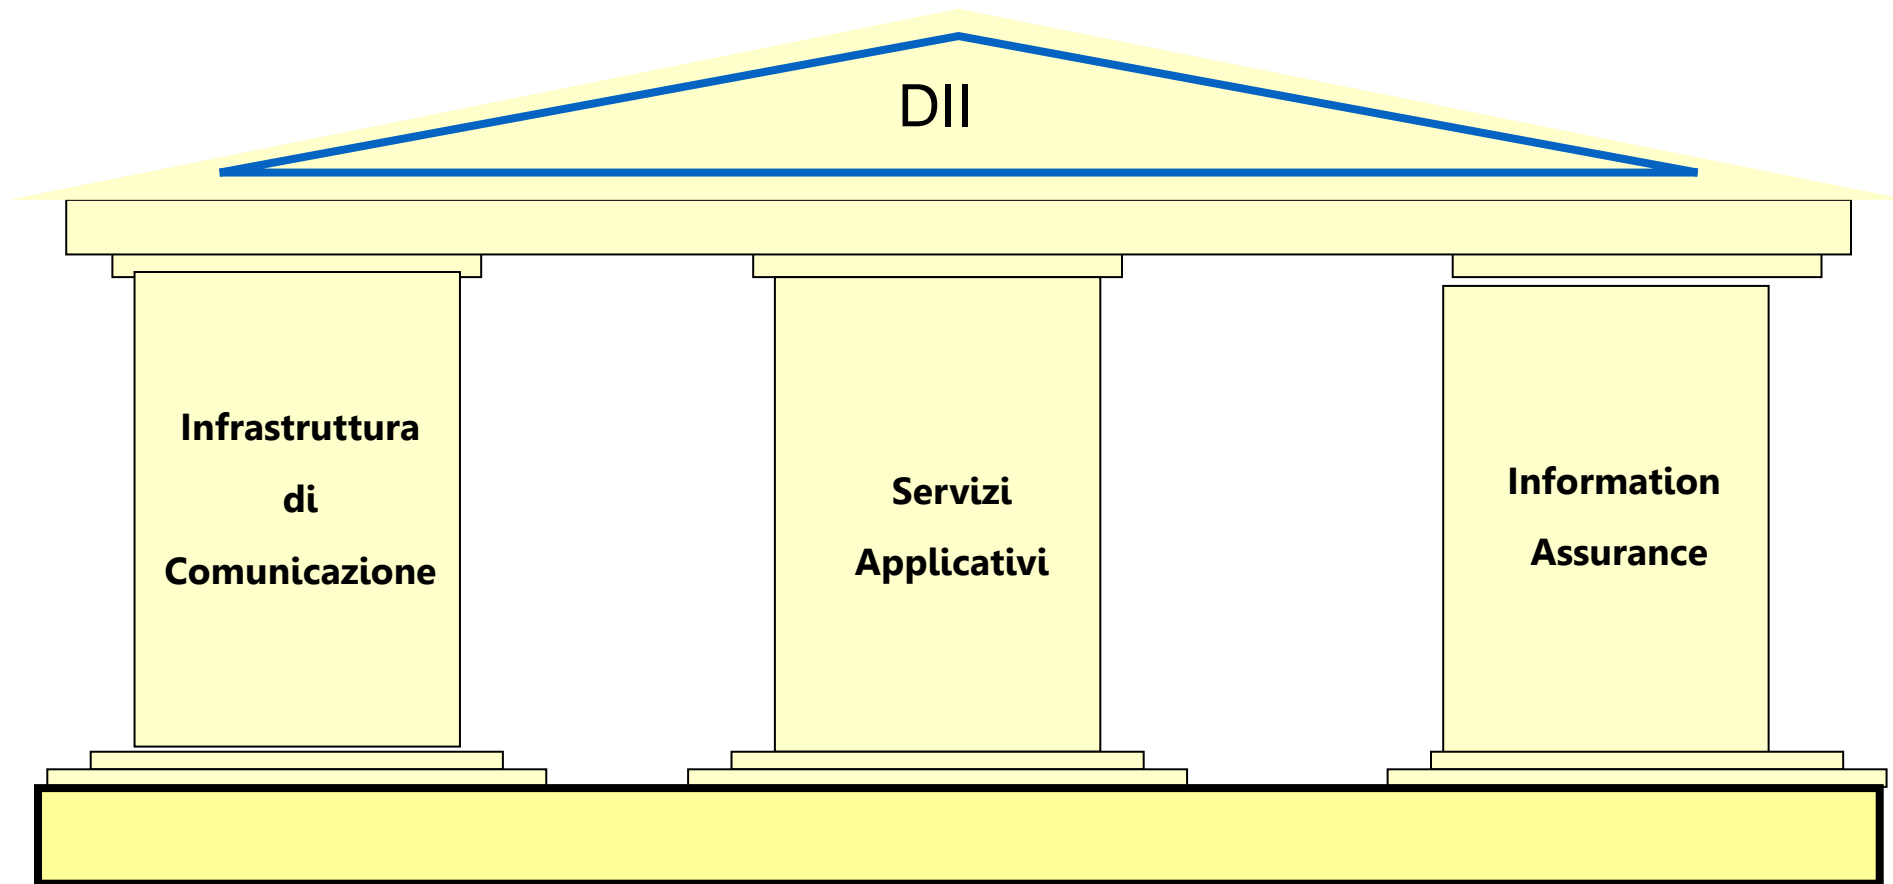 DII
Infrastruttura
di
Comunicazione
Servizi
Applicativi
Information
Assurance